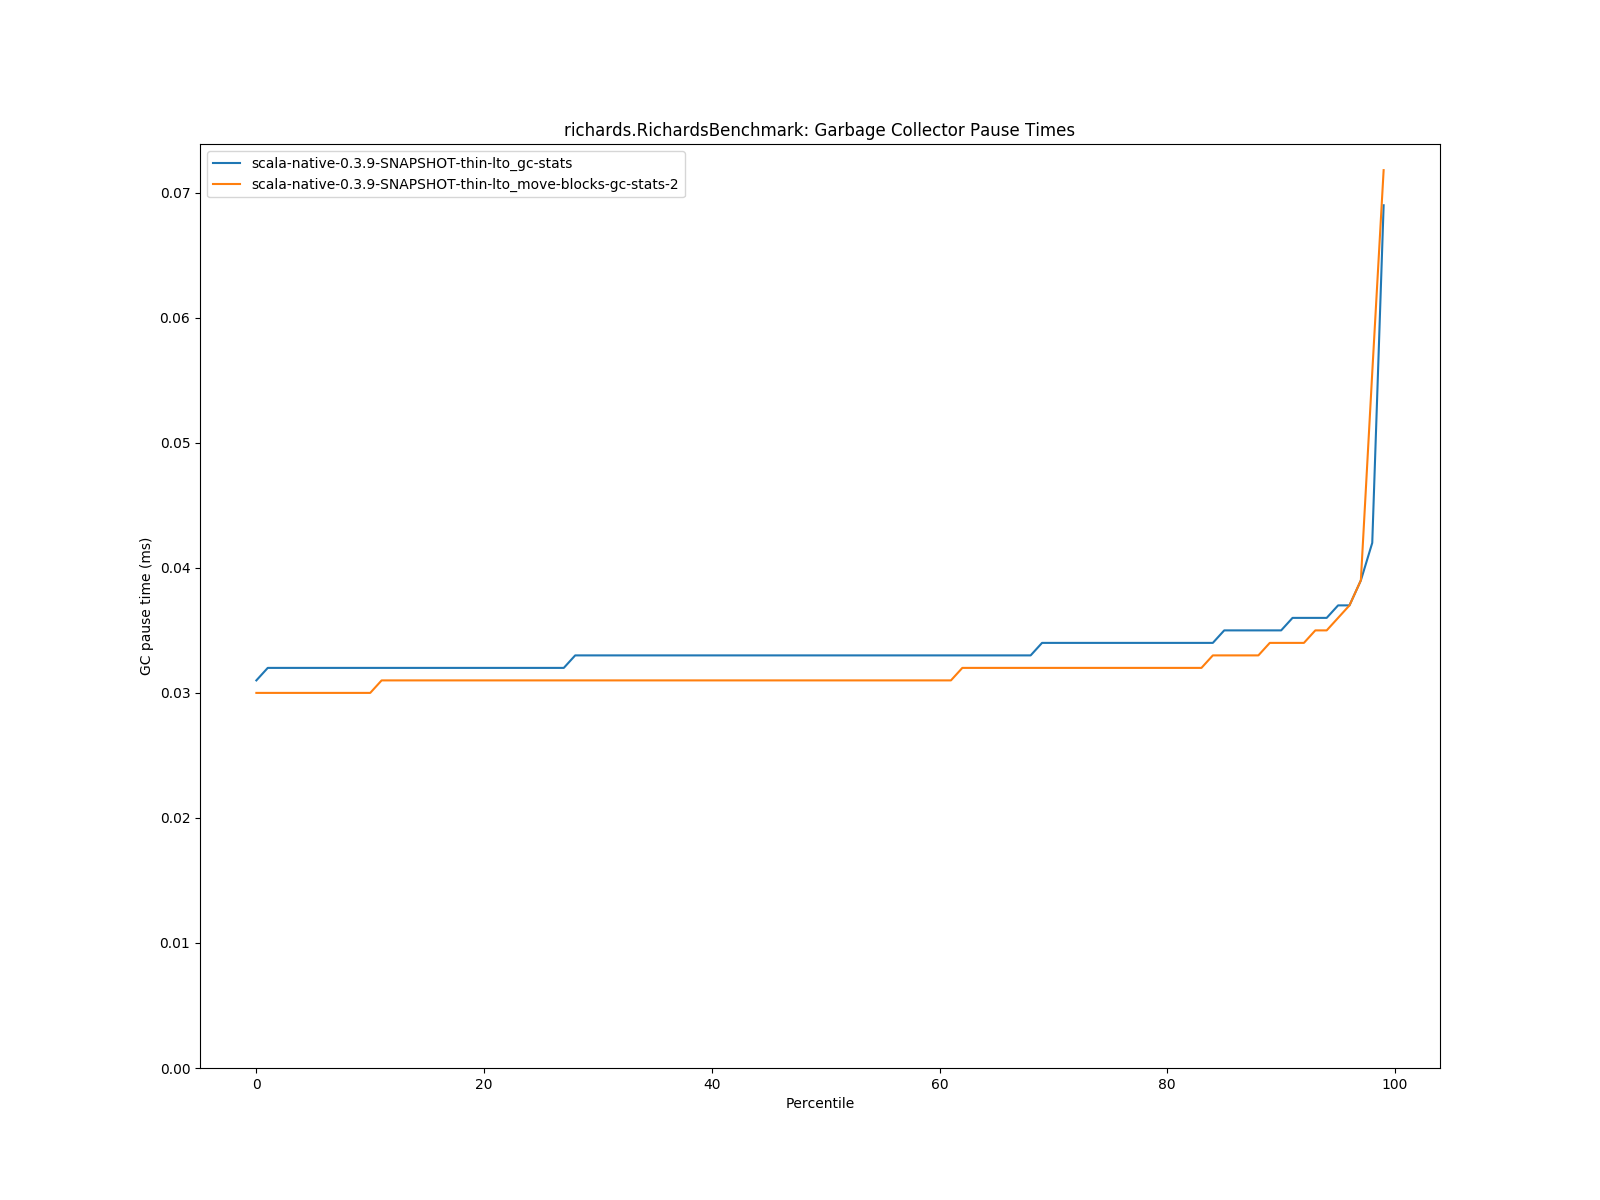 richards.RichardsBenchmark: Garbage Collector Pause Times
scala-native-0.3.9-SNAPSHOT-thin-lto_gc-stats
scala-native-0.3.9-SNAPSHOT-thin-lto_move-blocks-gc-stats-2
GC pause time (ms)
0.07
0.06
0.05
0.04
0.03
0.02
0.01
0.00
0 20 40 60 80 100
Percentile